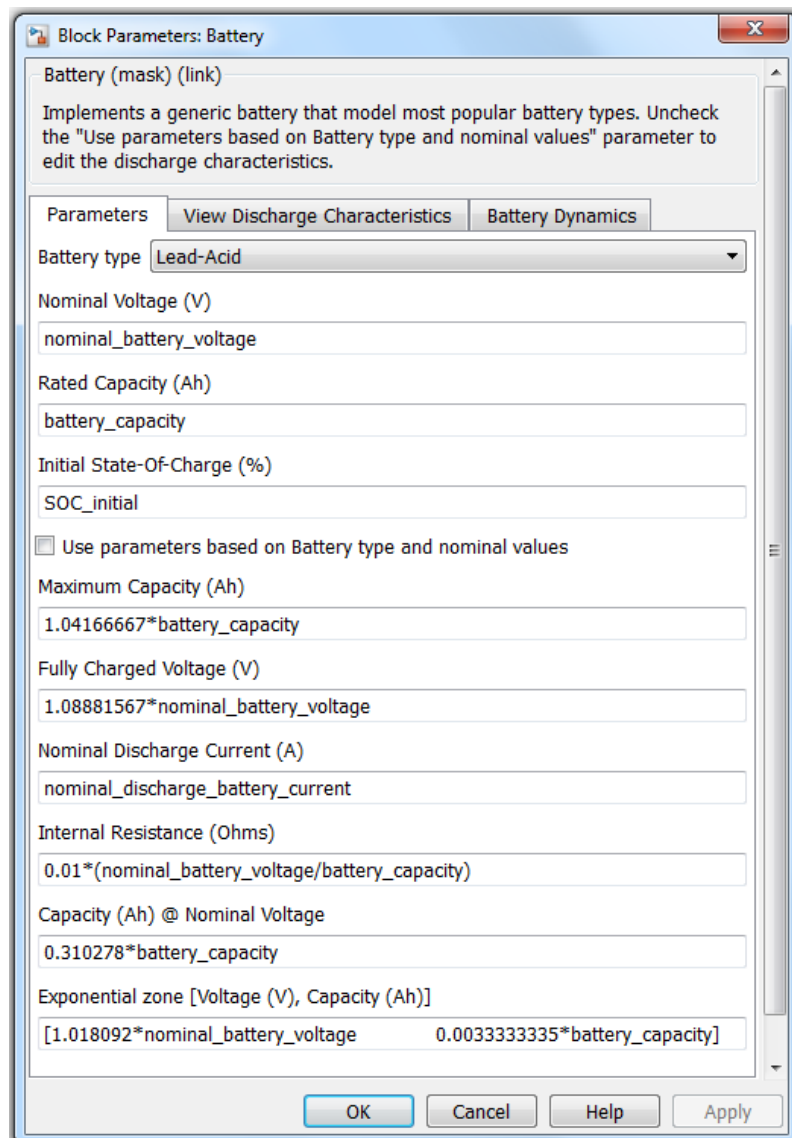 Block Parameters: Battery
Battery (mask) (link)
Implements a generic battery that model most popular battery types. Uncheck
the "Use parameters based on Battery type and nominal values" parameter to
edit the discharge characteristics.
Parameters View Discharge Characteristics Battery Dynamics
Battery type Lead-Acid
Nominal Voltage (V)
nominal_battery_voltage
Rated Capacity (Ah)
battery_capacity
Initial State-Of-Charge (%)
SOC_initial
Use parameters based on Battery type and nominal values
Maximum Capacity (Ah)
1.04166667*battery_capacity
Fully Charged Voltage (V)
1.08881567*nominal_battery_voltage
Nominal Discharge Current (A)
nominal_discharge_battery_current
Internal Resistance (Ohms)
0.01*(nominal_battery_voltage/battery_capacity)
Capacity (Ah) @ Nominal Voltage
0.310278*battery_capacity
Exponential zone [Voltage (V), Capacity (Ah)]
[1.018092*nominal_battery_voltage 0.0033333335*battery_capacity]
OK Cancel Help Apply